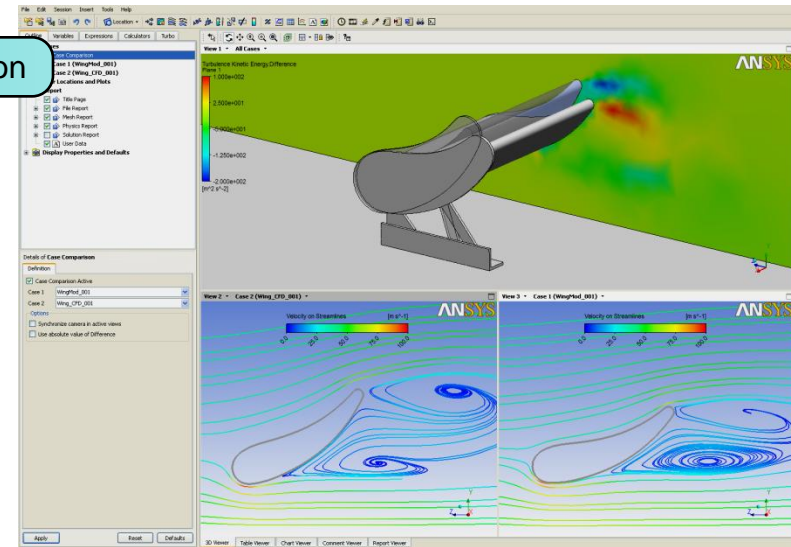 File Edit Session Insert Tools Help
Location
Outline Variables Expressions Calculators Turbo
on
Case Comparison
Case 1 (WingMod_001)
Case 2 (Wing_CFD_001)
Locations and Plots
Title Page
File Report
Mesh Report
Physics Report
Solution Report
User Data
Display Properties and Defaults
Details of Case Comparison
Definition
Case Comparison Active
Case 1 WingMod_001
Case 2 Wing_CFD_001
Options
Synchronize camera in active views
Use absolute value of Difference
Apply Reset Defaults
View 1 All Cases
Turbulence Kinetic Energy.Difference
Plane 1
1.000e+002
2.500e+001
-1.250e+002
-2.000e+002
[m^2 s^-2]
ANSYS
View 2 Case 2 (Wing_CFD_001)
Velocity on Streamlines [m s^-1]
0.0 25.0 50.0 75.0 100.0
ANSYS
Y
Z X
View 3 Case 1 (WingMod_001)
Velocity on Streamlines [m s^-1]
0.0 25.0 50.0 75.0 100.0
ANSYS
Y
Z X
3D Viewer Table Viewer Chart Viewer Comment Viewer Report Viewer